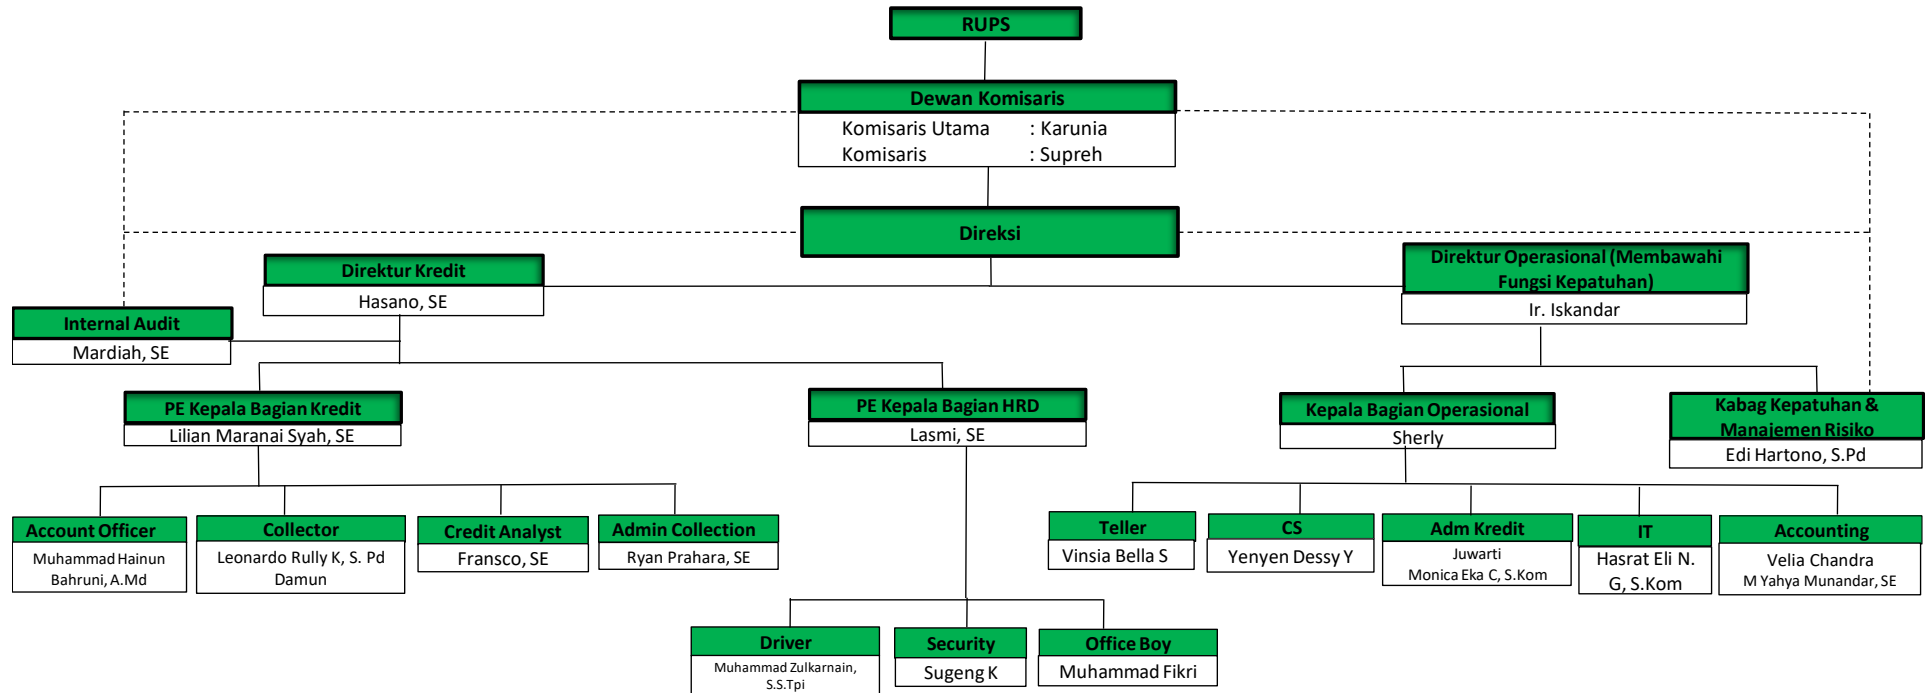 RUPS
Dewan Komisaris
Komisaris Utama : Karunia
Komisaris : Supreh
Direksi
Direktur Kredit
Hasano, SE
Direktur Operasional (Membawahi
Fungsi Kepatuhan)
Ir. Iskandar
Internal Audit
Mardiah, SE
PE Kepala Bagian Kredit
Lilian Maranai Syah, SE
PE Kepala Bagian HRD
Lasmi, SE
Kepala Bagian Operasional
Sherly
Kabag Kepatuhan &
Manajemen Risiko
Edi Hartono, S.Pd
Account Officer
Muhammad Hainun
Bahruni, A.Md
Collector
Leonardo Rully K, S. Pd
Damun
Credit Analyst
Fransco, SE
Admin Collection
Ryan Prahara, SE
Teller
Vinsia Bella S
CS
Yenyen Dessy Y
Adm Kredit
Juwarti
Monica Eka C, S.Kom
IT
Hasrat Eli N.
G, S.Kom
Accounting
Velia Chandra
M Yahya Munandar, SE
Driver
Muhammad Zulkarnain,
S.S.Tpi
Security
Sugeng K
Office Boy
Muhammad Fikri